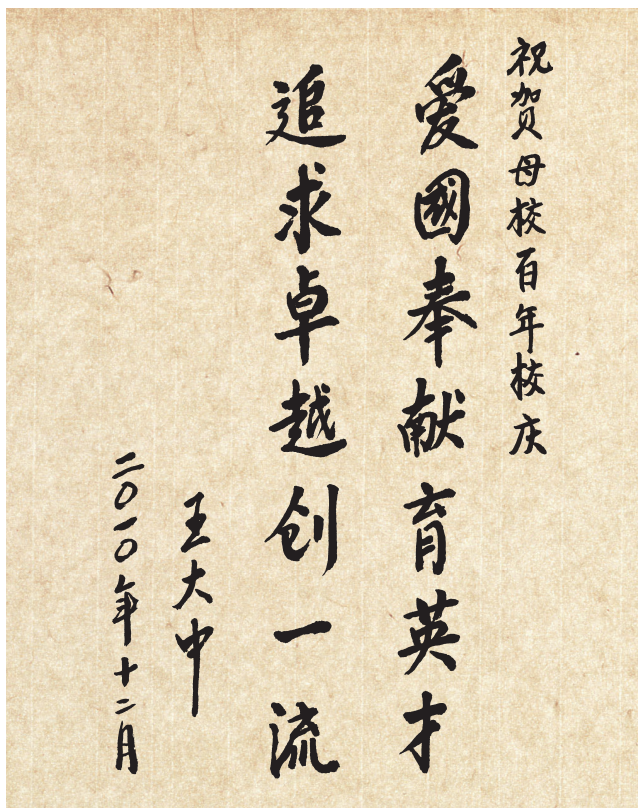 祝贺母校百年校庆
爱國奉献育英才
追求卓越创一流
王大中
二〇一〇年十二月